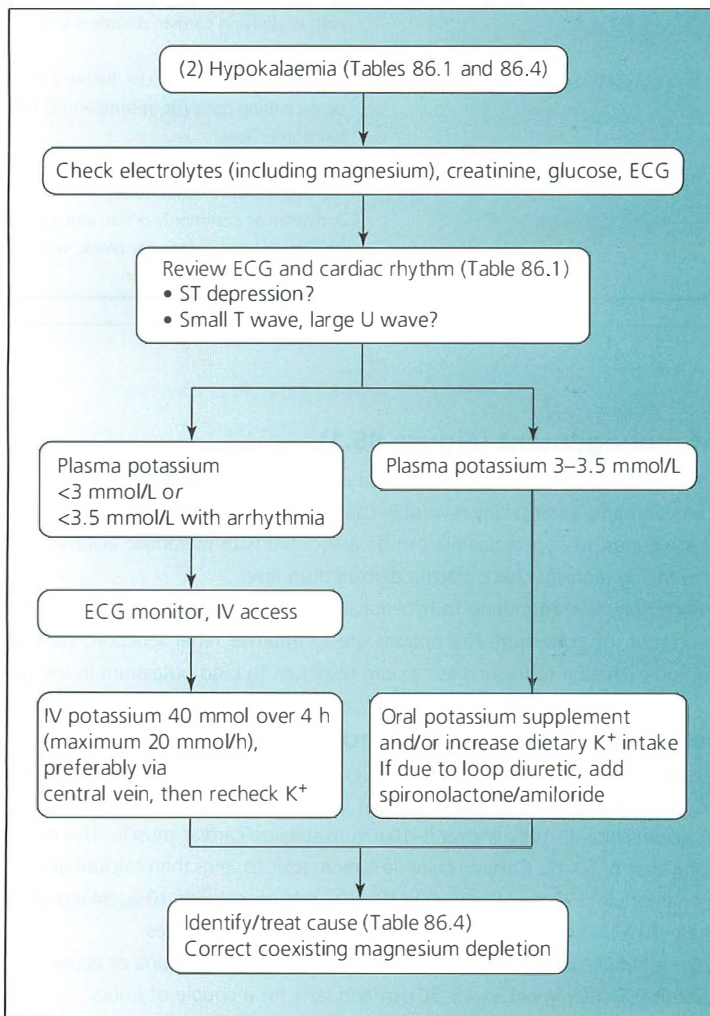 (2) Hypokalaemia (Tables 86.1 and 86.4)
Check electrolytes (including magnesium), creatinine, glucose, ECG
Review ECG and cardiac rhythm (Table 86.1)
• ST depression?
• Small T wave, large U wave?
Plasma potassium
<3 mmol/L or
<3.5 mmol/L with arrhythmia
Plasma potassium 3–3.5 mmol/L
ECG monitor, IV access
IV potassium 40 mmol over 4 h
(maximum 20 mmol/h),
preferably via
central vein, then recheck K⁺
Oral potassium supplement
and/or increase dietary K⁺ intake
If due to loop diuretic, add
spironolactone/amiloride
Identify/treat cause (Table 86.4)
Correct coexisting magnesium depletion